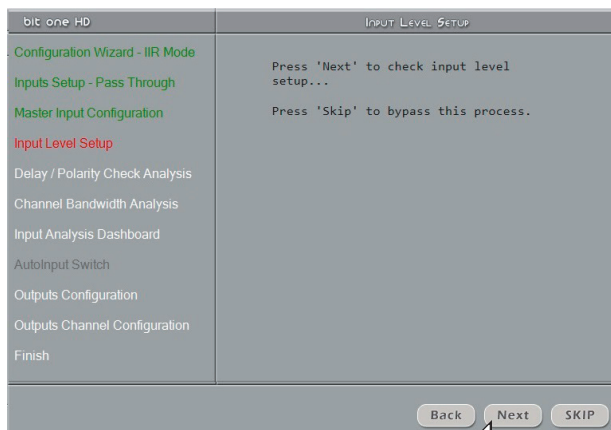 bit one HD
Input Level Setup
Configuration Wizard - IIR Mode
Inputs Setup - Pass Through
Master Input Configuration
Input Level Setup
Delay / Polarity Check Analysis
Channel Bandwidth Analysis
Input Analysis Dashboard
AutoInput Switch
Outputs Configuration
Outputs Channel Configuration
Finish
Press 'Next' to check input level
setup...
Press 'Skip' to bypass this process.
Back
Next
SKIP